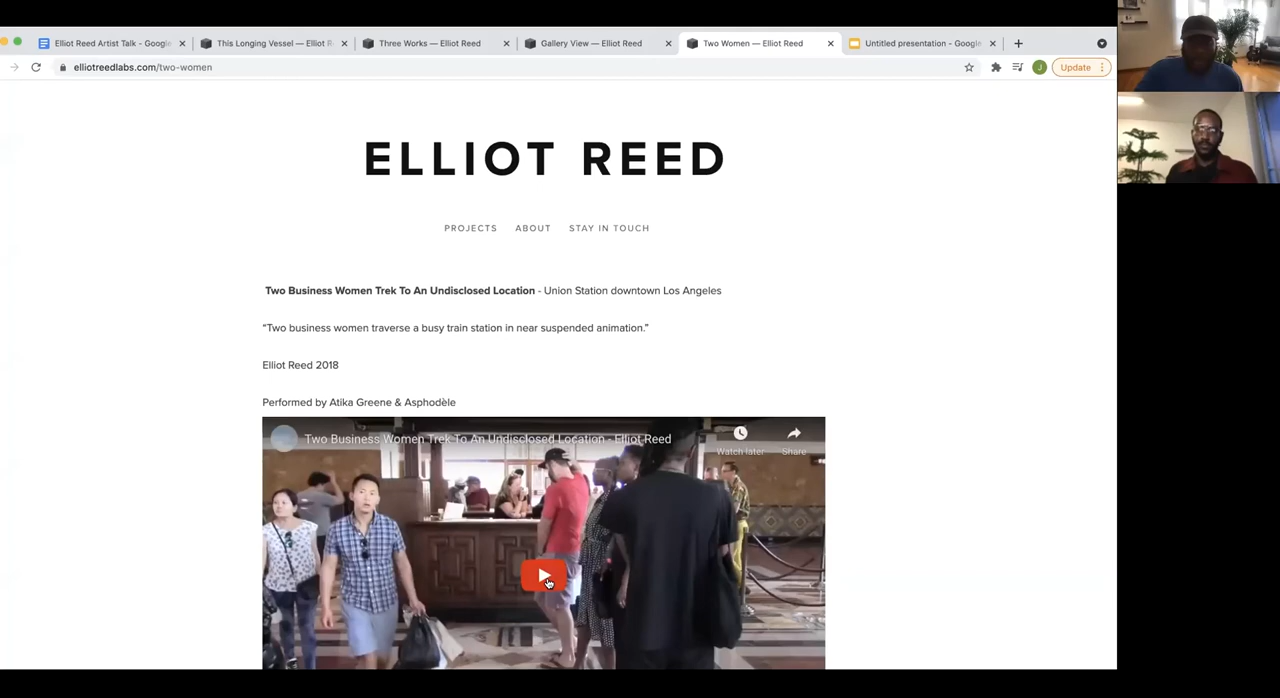 Elliot Reed Artist Talk - Google
This Longing Vessel — Elliot R
Three Works — Elliot Reed
Gallery View — Elliot Reed
Two Women — Elliot Reed
Untitled presentation - Google
elliotreedlabs.com/two-women
J
Update
ELLIOT REED
PROJECTS ABOUT STAY IN TOUCH
Two Business Women Trek To An Undisclosed Location - Union Station downtown Los Angeles
“Two business women traverse a busy train station in near suspended animation.”
Elliot Reed 2018
Performed by Atika Greene & Asphodèle
Two Business Women Trek To An Undisclosed Location - Elliot Reed
Watch later Share